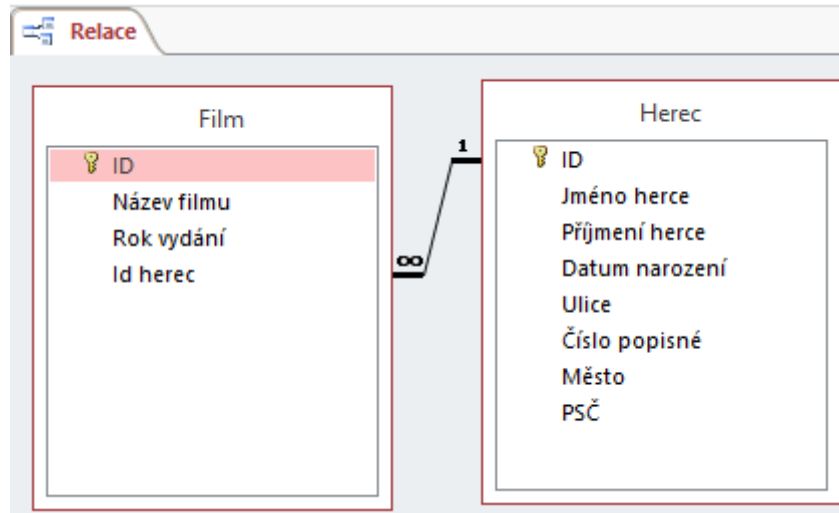 Relace
Film
ID
Název filmu
Rok vydání
Id herec
1
∞
Herec
ID
Jméno herce
Příjmení herce
Datum narození
Ulice
Číslo popisné
Město
PSČ